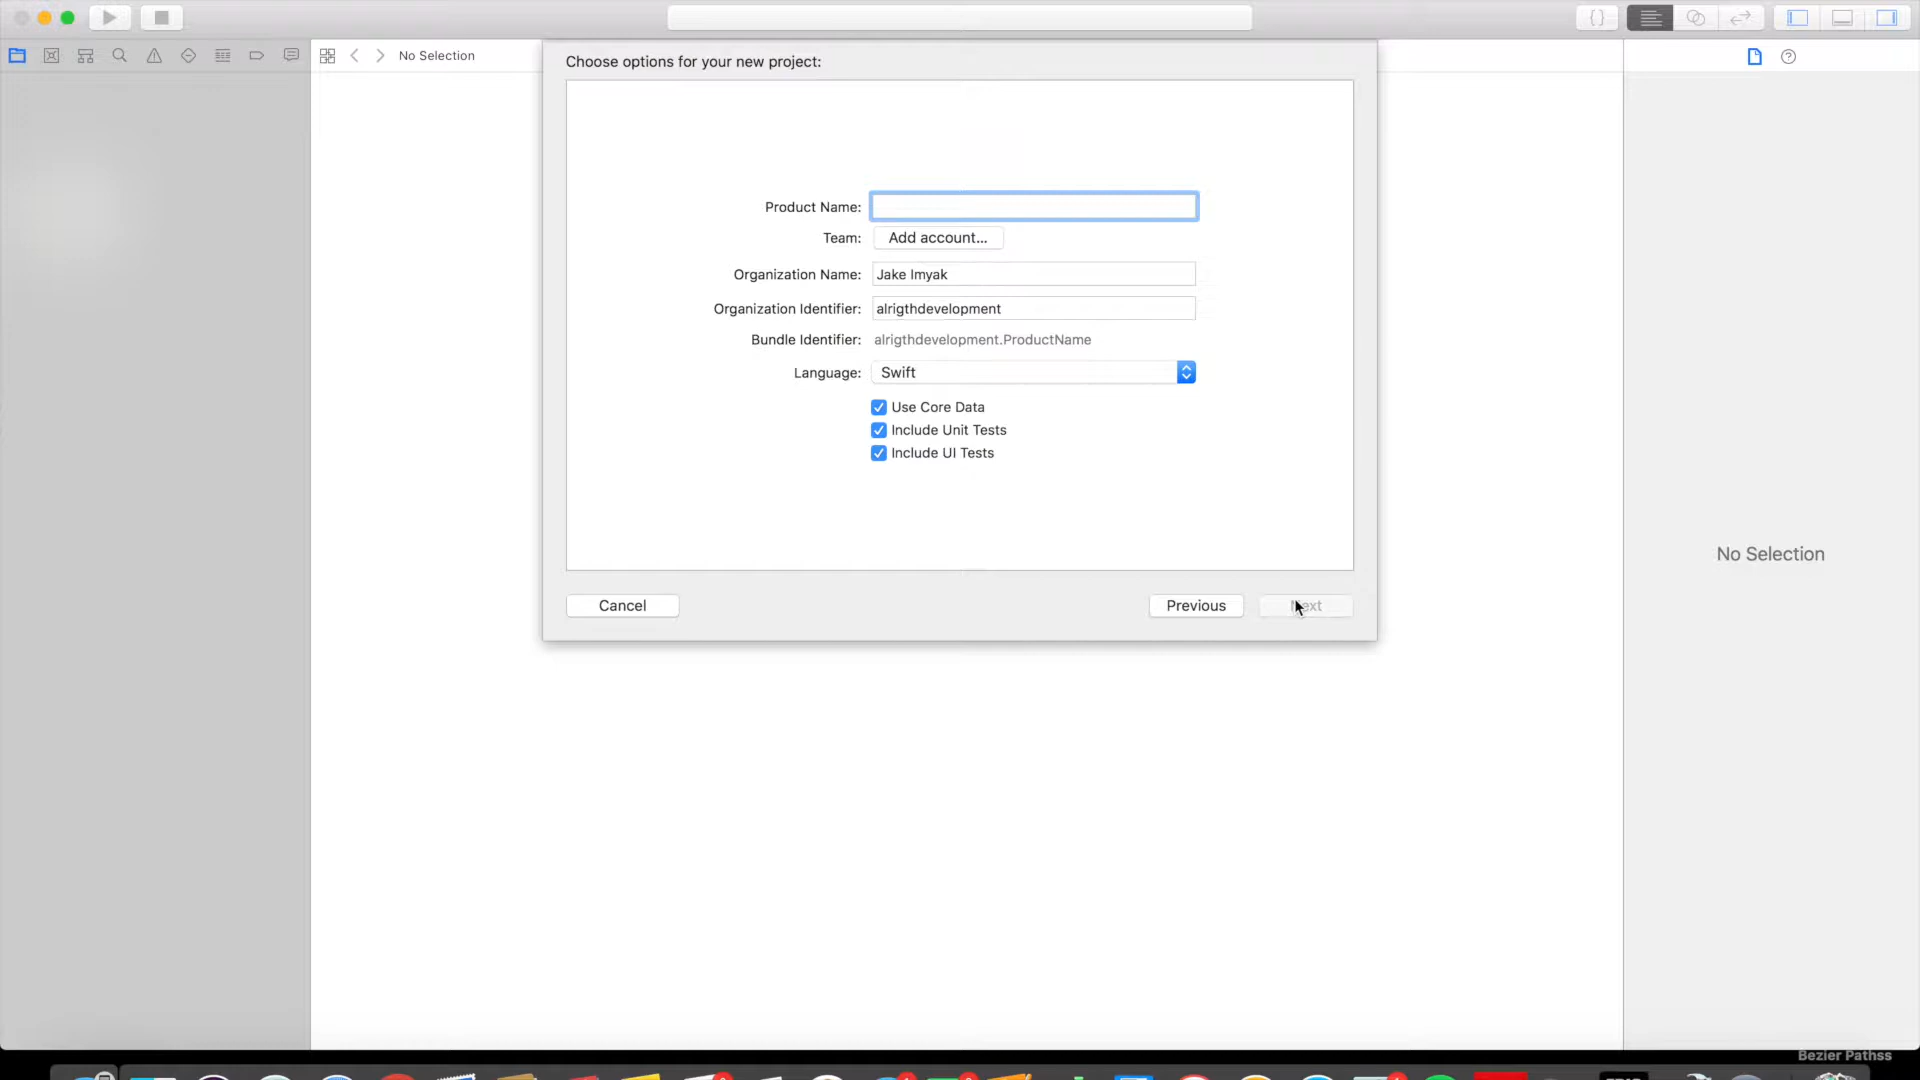 No Selection
Choose options for your new project:
Product Name:
Team: Add account...
Organization Name: Jake Imyak
Organization Identifier: alrigthdevelopment
Bundle Identifier: alrigthdevelopment.ProductName
Language: Swift
Use Core Data
Include Unit Tests
Include UI Tests
No Selection
Cancel Previous Next
Bezier Pathss